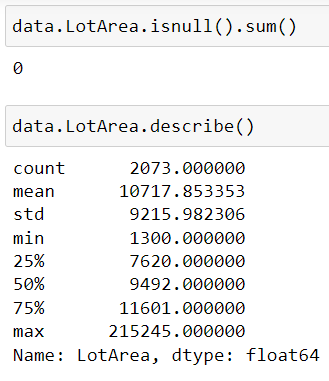 data.LotArea.isnull().sum()
0
data.LotArea.describe()
count 2073.000000
mean 10717.853353
std 9215.982306
min 1300.000000
25% 7620.000000
50% 9492.000000
75% 11601.000000
max 215245.000000
Name: LotArea, dtype: float64